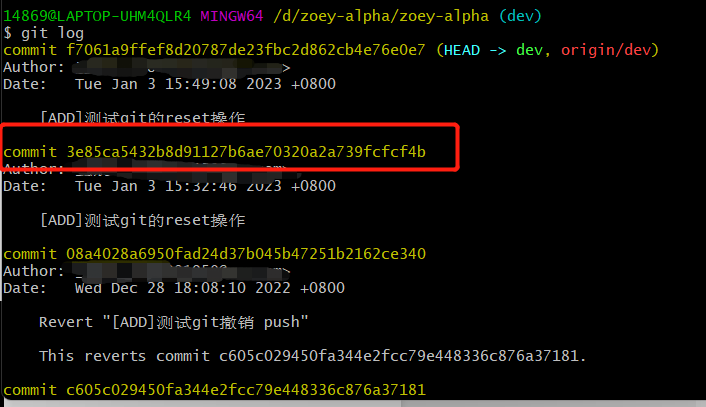 14869@LAPTOP-UHM4QLR4 MINGW64 /d/zoey-alpha/zoey-alpha (dev)
$ git log
commit f7061a9ffef8d20787de23fbc2d862cb4e76e0e7 (HEAD -> dev, origin/dev)
Author: >
Date:   Tue Jan 3 15:49:08 2023 +0800
[ADD]测试git的reset操作
commit 3e85ca5432b8d91127b6ae70320a2a739fcfcf4b
Author:
Date:   Tue Jan 3 15:32:46 2023 +0800
[ADD]测试git的reset操作
commit 08a4028a6950fad24d37b045b47251b2162ce340
Author: >
Date:   Wed Dec 28 18:08:10 2022 +0800
Revert "[ADD]测试git撤销 push"
This reverts commit c605c029450fa344e2fcc79e448336c876a37181.
commit c605c029450fa344e2fcc79e448336c876a37181